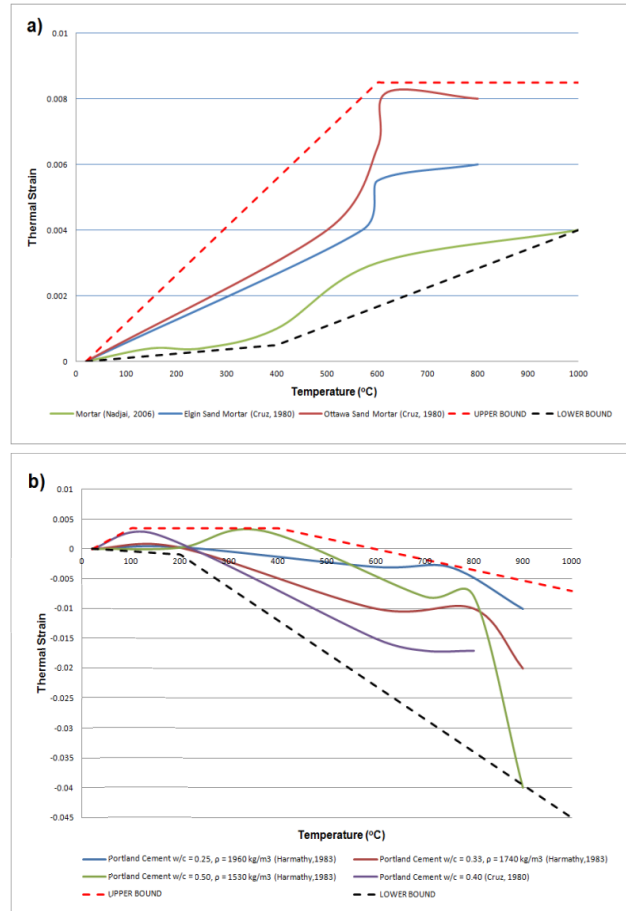 a)
0.01
0.008
0.006
0.004
0.002
0
Thermal Strain
0 100 200 300 400 500 600 700 800 900 1000
Temperature (°C)
Mortar (Nadjai, 2006) Elgin Sand Mortar (Cruz, 1980) Ottawa Sand Mortar (Cruz, 1980) UPPER BOUND LOWER BOUND
b)
0.01
0.005
0
-0.005
-0.01
-0.015
-0.02
-0.025
-0.03
-0.035
-0.04
-0.045
Thermal Strain
0 100 200 300 400 500 600 700 800 900 1000
Temperature (°C)
Portland Cement w/c = 0.25, ρ = 1960 kg/m3 (Harmathy,1983) Portland Cement w/c = 0.33, ρ = 1740 kg/m3 (Harmathy,1983)
Portland Cement w/c = 0.50, ρ = 1530 kg/m3 (Harmathy,1983) Portland Cement w/c = 0.40 (Cruz, 1980)
UPPER BOUND LOWER BOUND